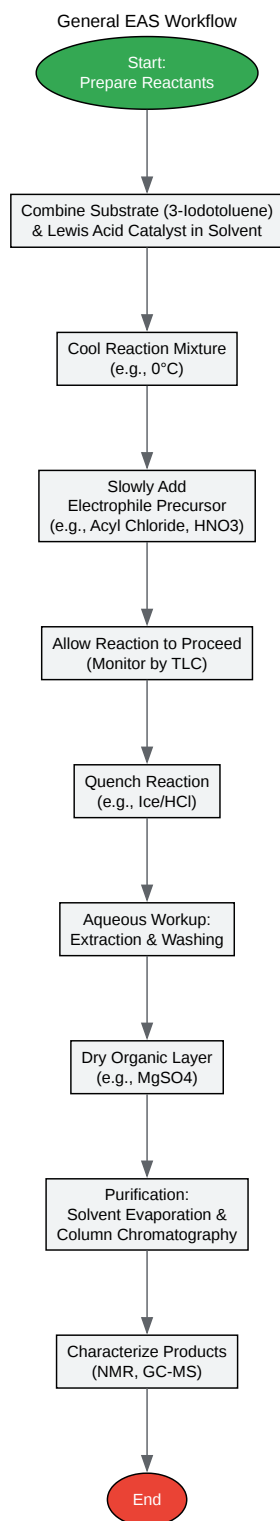 General EAS Workflow
Start:
Prepare Reactants
Combine Substrate (3-Iodotoluene)
& Lewis Acid Catalyst in Solvent
Cool Reaction Mixture
(e.g., 0°C)
Slowly Add
Electrophile Precursor
(e.g., Acyl Chloride, HNO3)
Allow Reaction to Proceed
(Monitor by TLC)
Quench Reaction
(e.g., Ice/HCl)
Aqueous Workup:
Extraction & Washing
Dry Organic Layer
(e.g., MgSO4)
Purification:
Solvent Evaporation &
Column Chromatography
Characterize Products
(NMR, GC-MS)
End